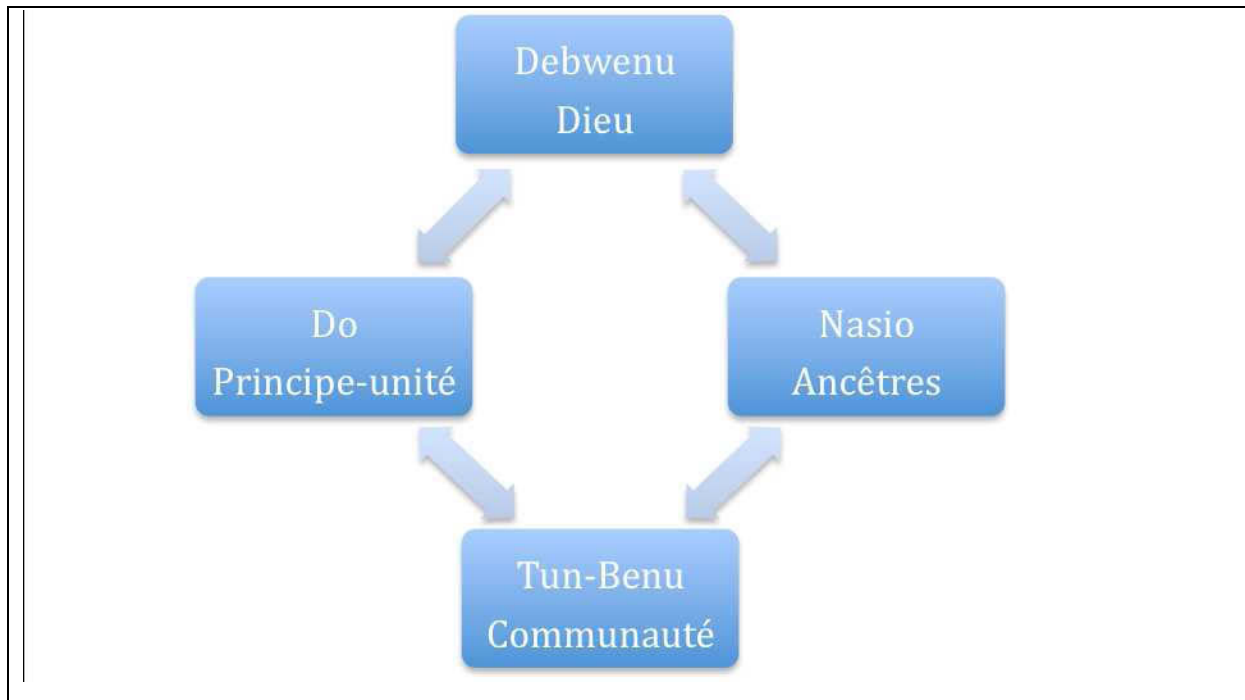 Debwenu
Dieu
Do
Principe-unité
Nasio
Ancêtres
Tun-Benu
Communauté